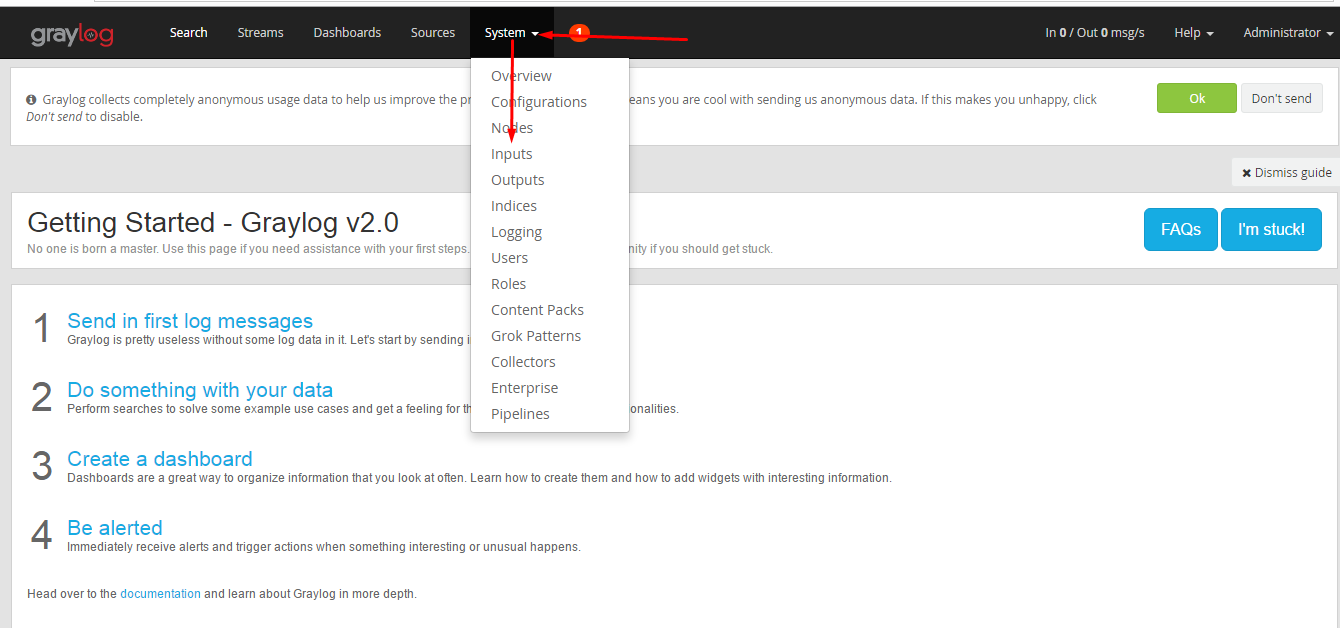 graylog Search Streams Dashboards Sources System 1 In 0 / Out 0 msg/s Help Administrator
Overview
Configurations
Nodes
Inputs
Outputs
Indices
Logging
Users
Roles
Content Packs
Grok Patterns
Collectors
Enterprise
Pipelines
Graylog collects completely anonymous usage data to help us improve the pr eans you are cool with sending us anonymous data. If this makes you unhappy, click
Don't send to disable.
Ok Don't send
Dismiss guide
Getting Started - Graylog v2.0
No one is born a master. Use this page if you need assistance with your first steps. nity if you should get stuck.
FAQs I'm stuck!
1 Send in first log messages
Graylog is pretty useless without some log data in it. Let's start by sending i
2 Do something with your data
Perform searches to solve some example use cases and get a feeling for th onalities.
3 Create a dashboard
Dashboards are a great way to organize information that you look at often. Learn how to create them and how to add widgets with interesting information.
4 Be alerted
Immediately receive alerts and trigger actions when something interesting or unusual happens.
Head over to the documentation and learn about Graylog in more depth.